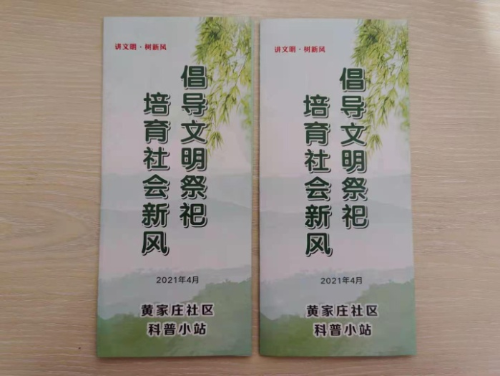 讲文明·树新风
倡导文明祭祀
培育社会新风
2021年4月
黄家庄社区
科普小站
讲文明·树新风
倡导文明祭祀
培育社会新风
2021年4月
黄家庄社区
科普小站